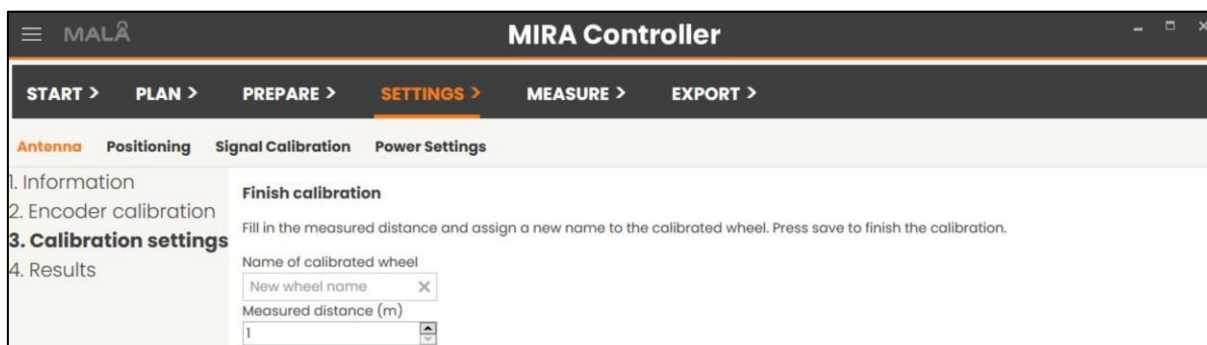 MALÅ MIRA Controller
START > PLAN > PREPARE > SETTINGS > MEASURE > EXPORT >
Antenna Positioning Signal Calibration Power Settings
1. Information
2. Encoder calibration
3. Calibration settings
4. Results
Finish calibration
Fill in the measured distance and assign a new name to the calibrated wheel. Press save to finish the calibration.
Name of calibrated wheel
New wheel name
Measured distance (m)
1